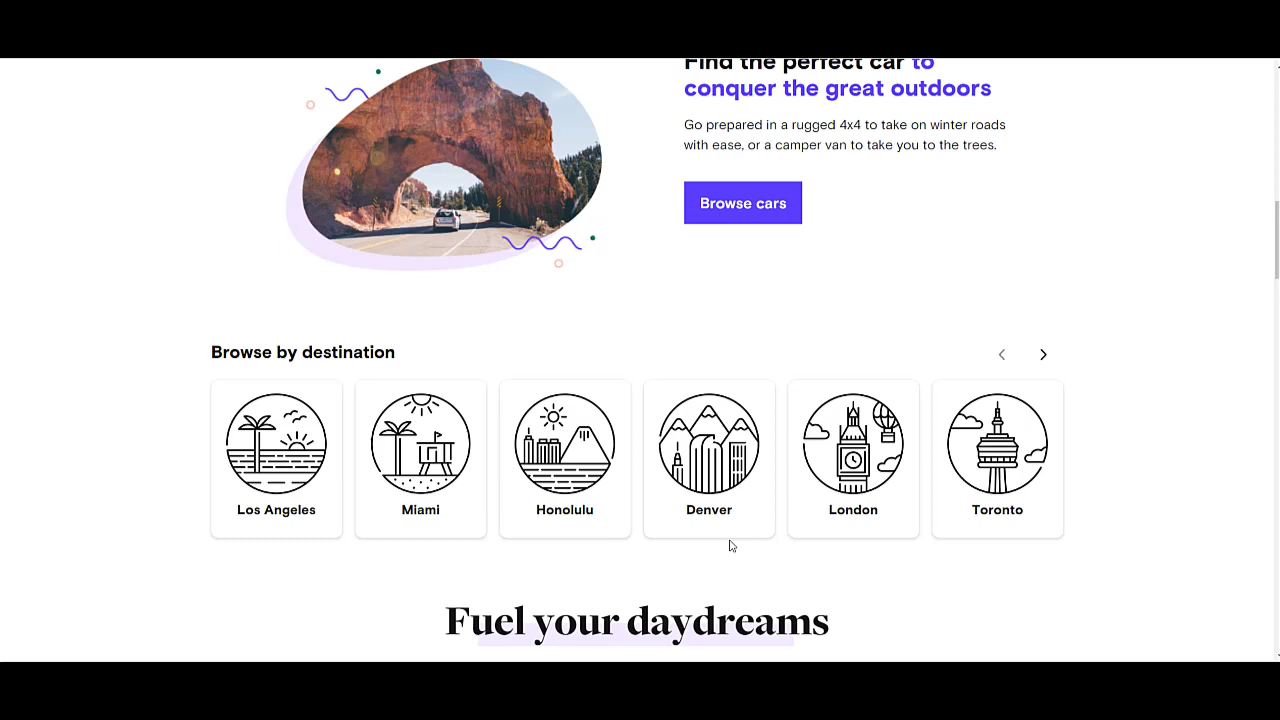 Find the perfect car to
conquer the great outdoors
Go prepared in a rugged 4x4 to take on winter roads
with ease, or a camper van to take you to the trees.
Browse cars
Browse by destination
Los Angeles
Miami
Honolulu
Denver
London
Toronto
Fuel your daydreams